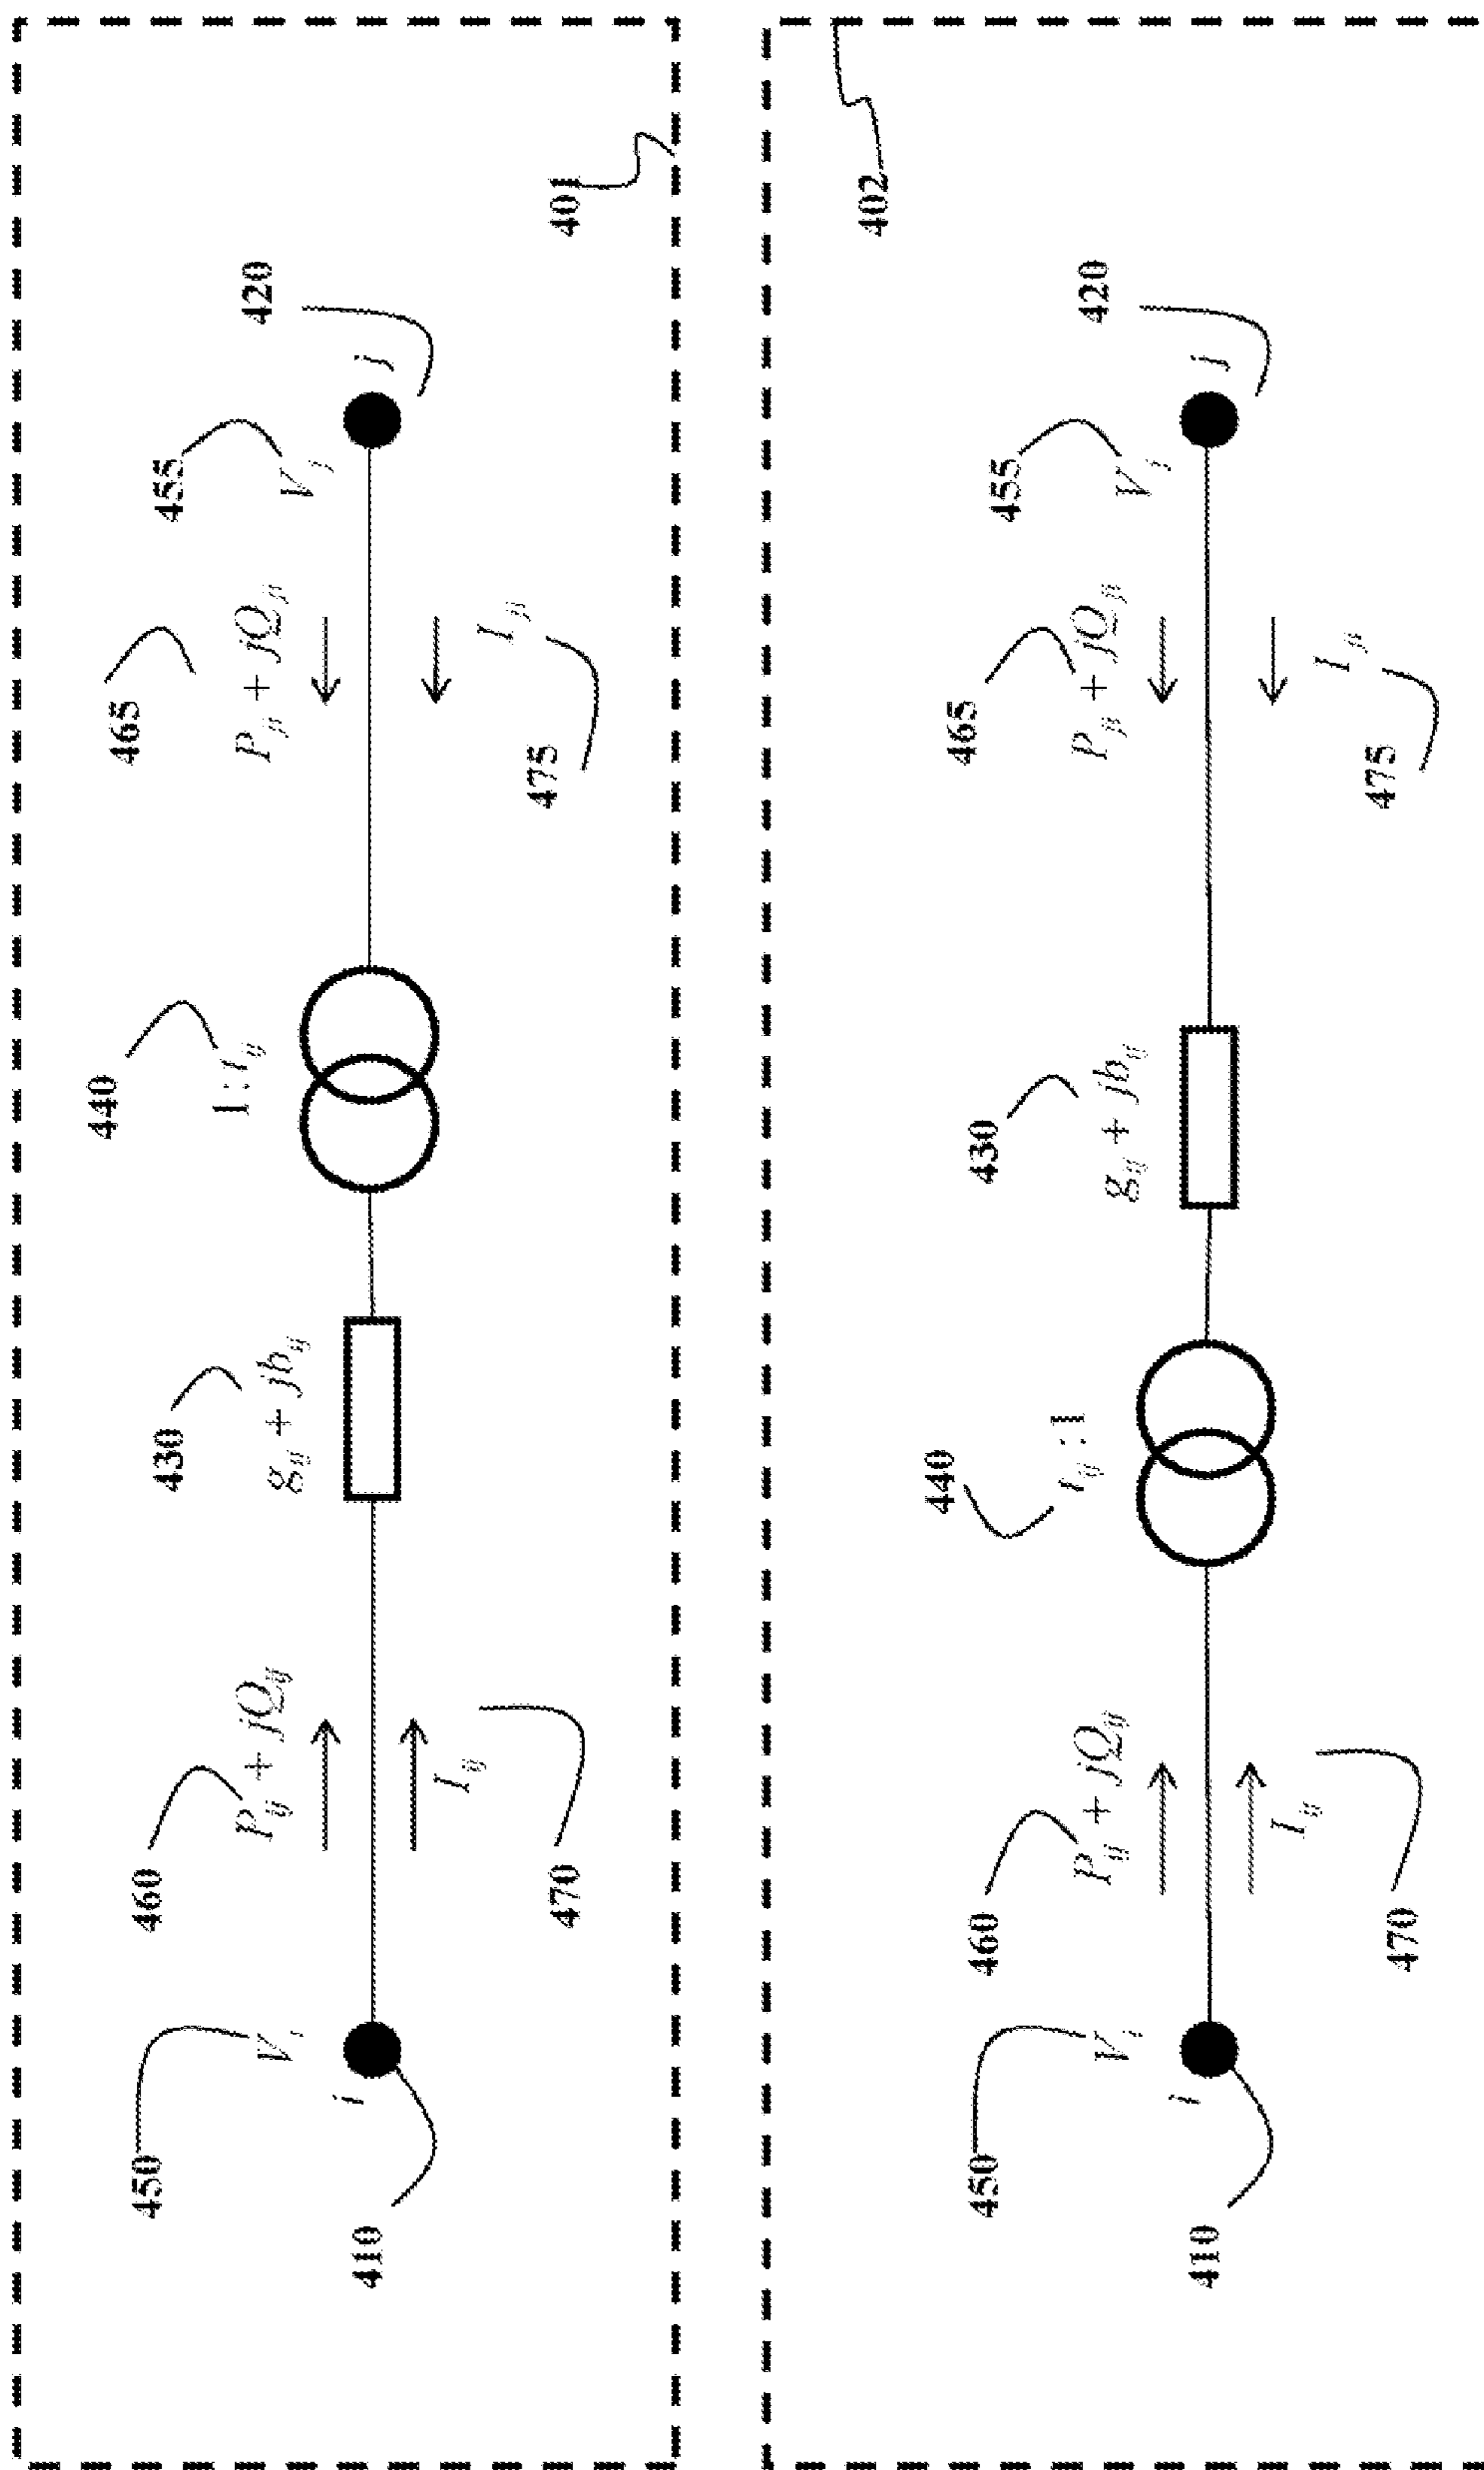 450
V_i
460
P_ij + jQ_ij
430
g_ij + jb_ij
440
1 : t_ij
465
P_ji + jQ_ji
455
V_j
420
i
j
410
I_ij
470
I_ji
475
401
402
450
V_i
460
P_ij + jQ_ij
440
t_ij : 1
430
g_ij + jb_ij
465
P_ji + jQ_ji
455
V_j
420
i
j
410
I_ij
470
I_ji
475